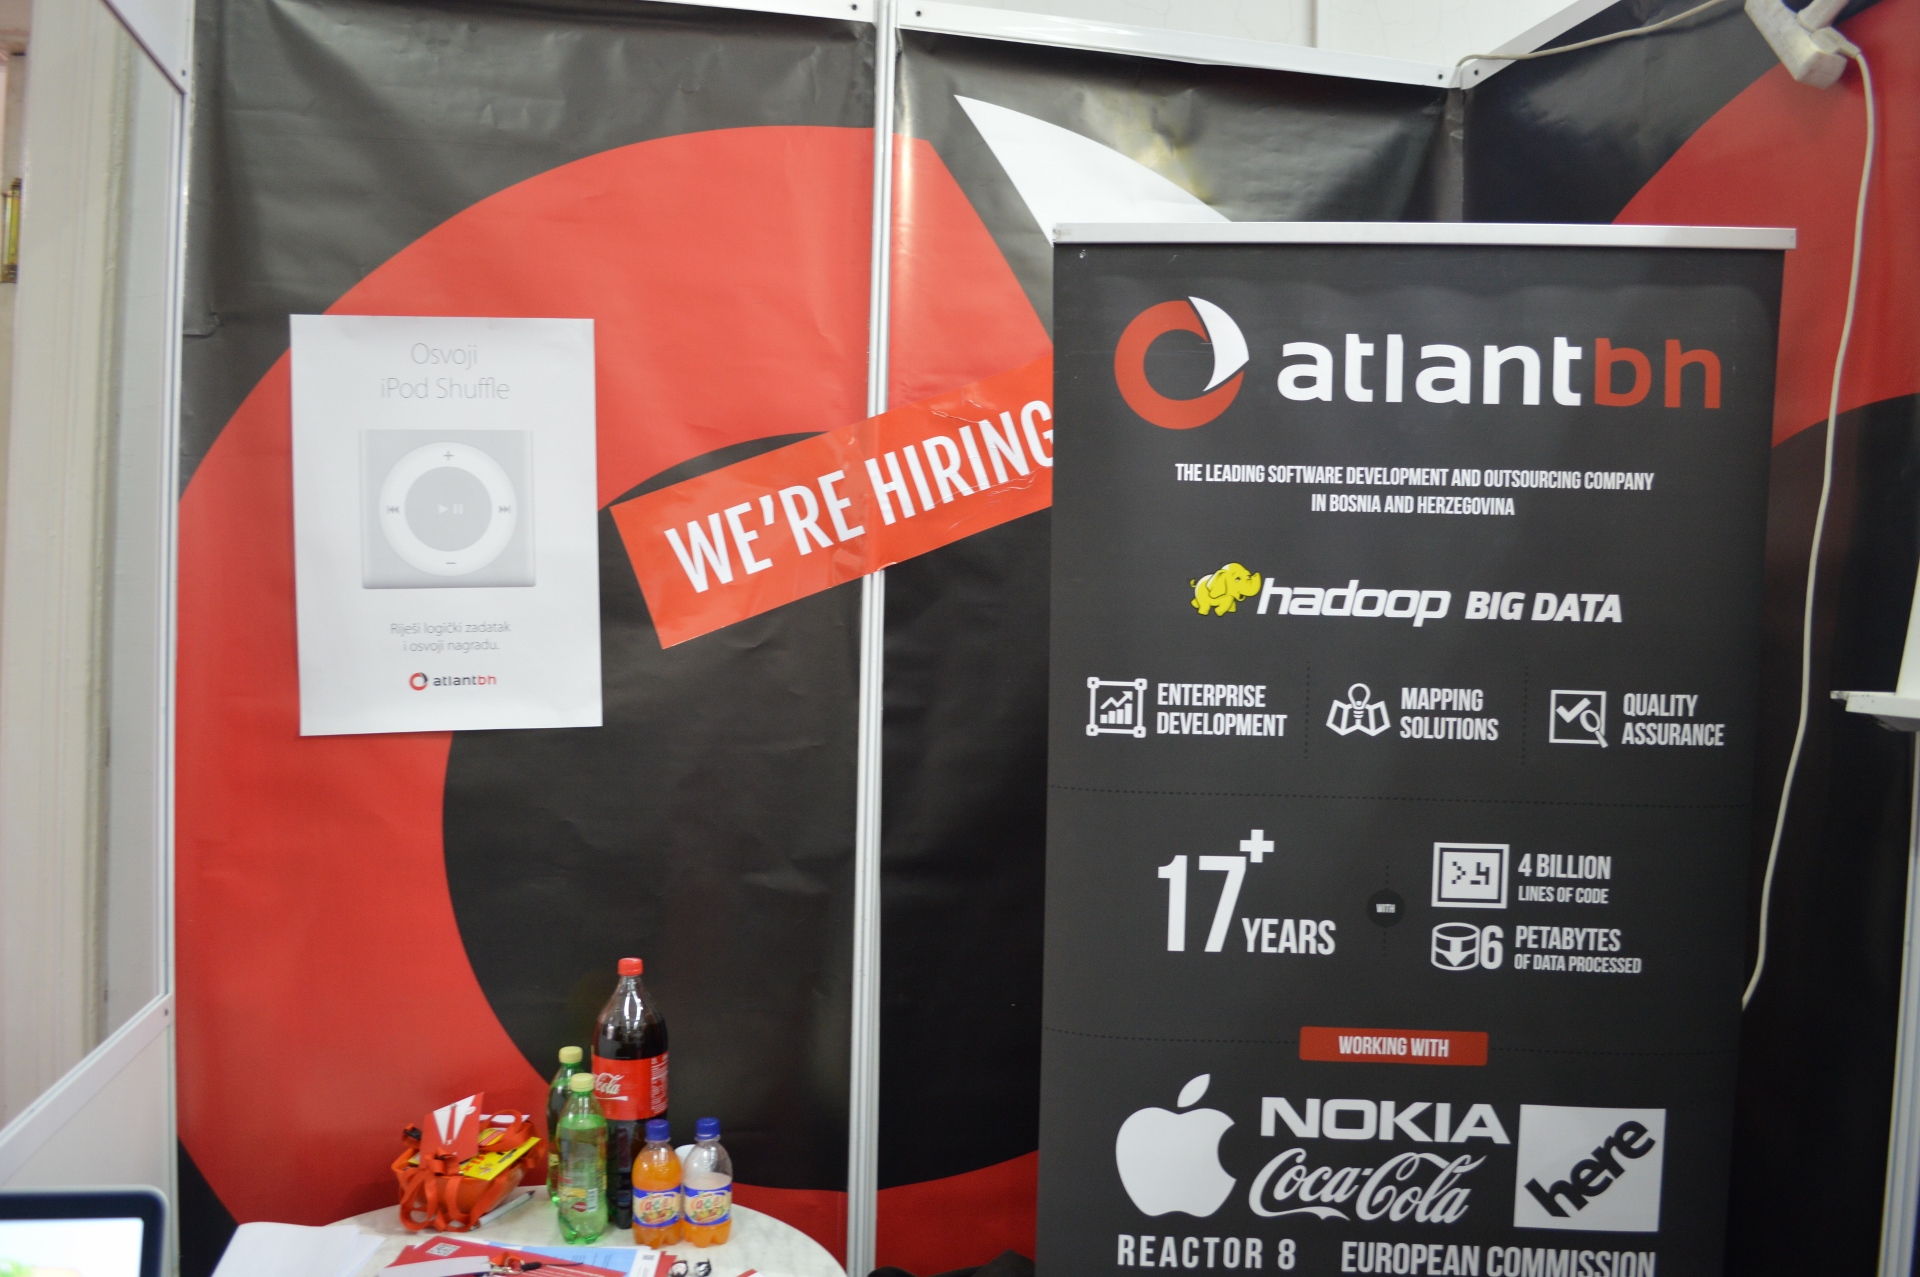 Osvoji
iPod Shuffle
Riješi logički zadatak
i osvoji nagradu.
atlantbh
WE'RE HIRING
atlantbh
THE LEADING SOFTWARE DEVELOPMENT AND OUTSOURCING COMPANY
IN BOSNIA AND HERZEGOVINA
hadoop BIG DATA
ENTERPRISE
DEVELOPMENT
MAPPING
SOLUTIONS
QUALITY
ASSURANCE
17+ YEARS
WITH
4 BILLION
LINES OF CODE
6 PETABYTES
OF DATA PROCESSED
WORKING WITH
NOKIA
Coca-Cola
here
REACTOR 8
EUROPEAN COMMISSION
Cola